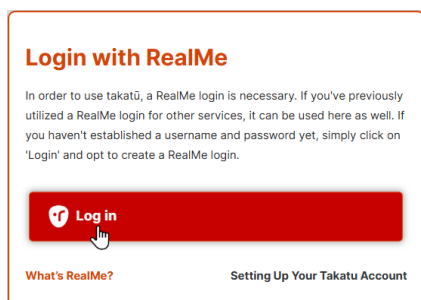 Login with RealMe
In order to use takatū, a RealMe login is necessary. If you've previously
utilized a RealMe login for other services, it can be used here as well. If
you haven't established a username and password yet, simply click on
'Login' and opt to create a RealMe login.
Log in
What's RealMe? Setting Up Your Takatu Account